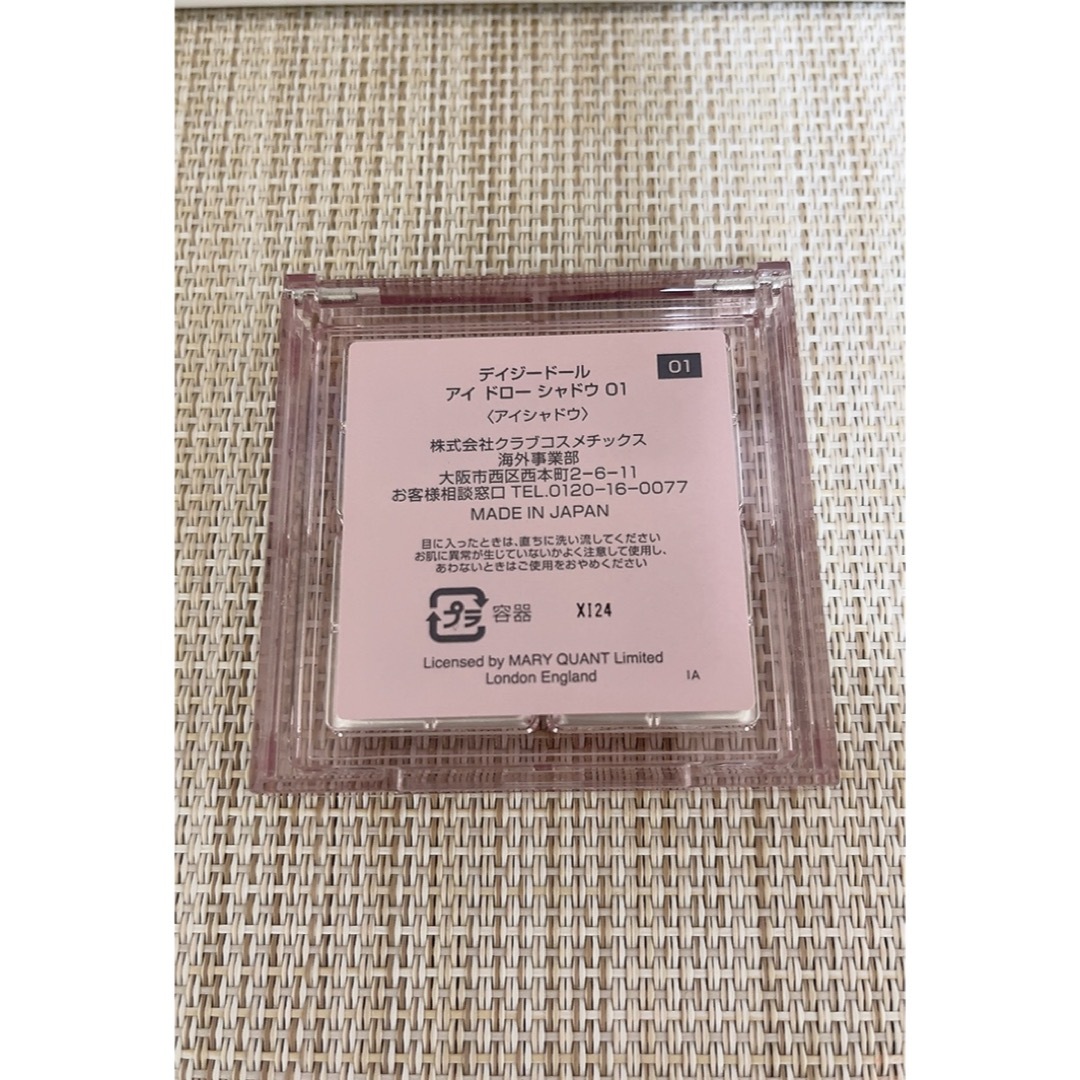 デイジードール
アイ ドロー シャドウ 01
01
〈アイシャドウ〉
株式会社クラブコスメチックス
海外事業部
大阪市西区西本町2-6-11
お客様相談窓口 TEL.0120-16-0077
MADE IN JAPAN
目に入ったときは、直ちに洗い流してください
お肌に異常が生じていないかよく注意して使用し、
あわないときはご使用をおやめください
プラ 容器 XI24
Licensed by MARY QUANT Limited
London England
IA